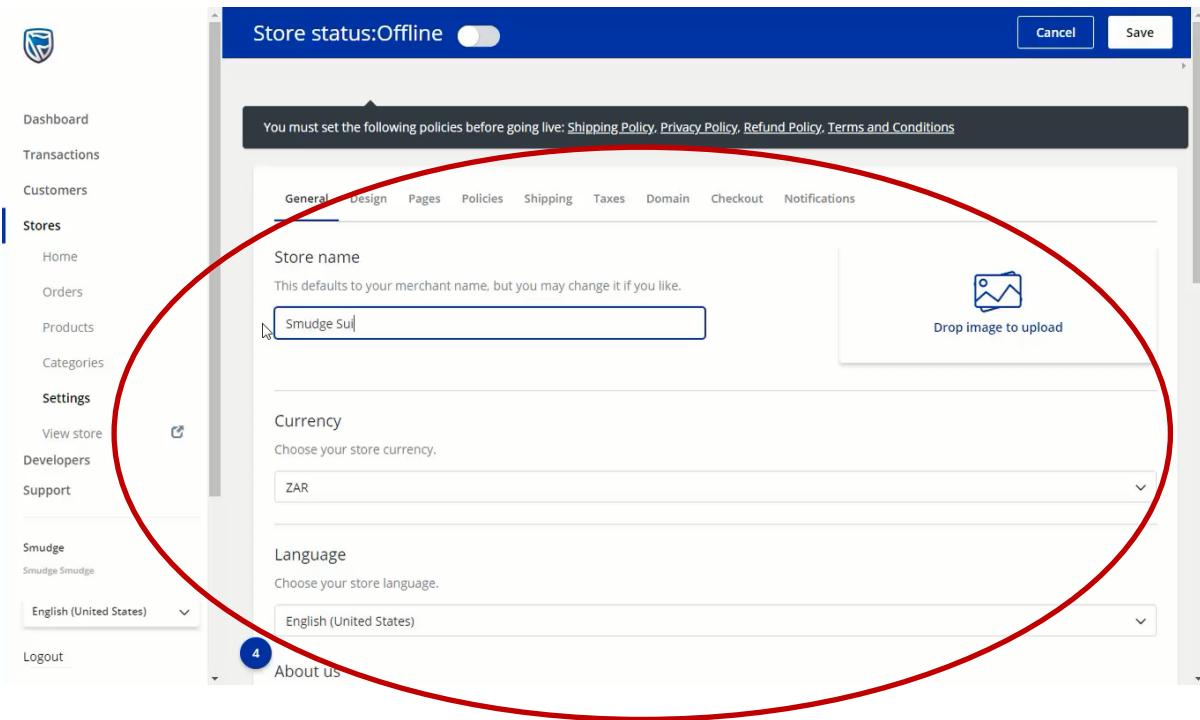 Store status:Offline
Cancel
Save
Dashboard
Transactions
Customers
Stores
Home
Orders
Products
Categories
Settings
View store
Developers
Support
Smudge
Smudge Smudge
English (United States)
Logout
You must set the following policies before going live: Shipping Policy, Privacy Policy, Refund Policy, Terms and Conditions
General Design Pages Policies Shipping Taxes Domain Checkout Notifications
Store name
This defaults to your merchant name, but you may change it if you like.
Smudge Sui
Drop image to upload
Currency
Choose your store currency.
ZAR
Language
Choose your store language.
English (United States)
4
About us